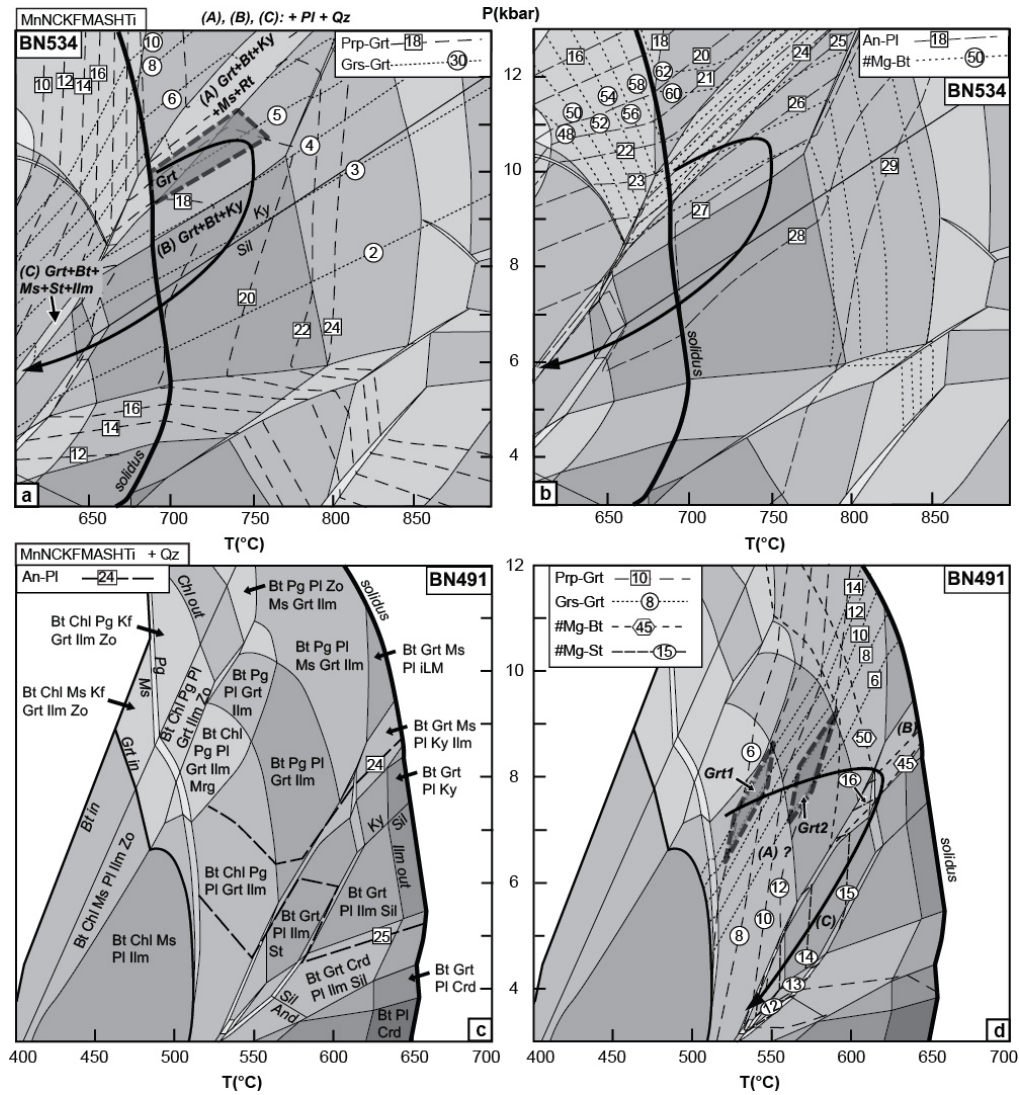 P(kbar)
MnNCKFMASHTi
(A), (B), (C): + Pl + Qz
BN534
Prp-Grt 18
Grs-Grt 30
10
8
6
10
12
14
16
(A) Grt+Bt+Ky
+Ms+Rt
5
4
3
2
Grt
18
(B) Grt+Bt+Ky
Ky
Sil
(C) Grt+Bt+
Ms+St+Ilm
20
22
24
16
14
12
solidus
a
12
10
8
6
4
650
700
750
800
850
T(°C)
An-Pl 18
#Mg-Bt 50
BN534
16
18
20
21
24
25
62
58
60
54
50
56
52
48
22
23
26
27
28
29
solidus
b
650
700
750
800
850
T(°C)
MnNCKFMASHTi + Qz
An-Pl 24
BN491
Chl out
Bt Pg Pl Zo
Ms Grt Ilm
solidus
Bt Chl Pg Kf
Grt Ilm Zo
Bt Pg Pl
Ms Grt Ilm
Bt Grt Ms
Pl iLM
Pg
Ms
Bt Chl Ms Kf
Grt Ilm Zo
Bt Chl Pg Pl
Grt Ilm Zo
Bt Pg
Pl Grt
Ilm
Bt Chl
Pg Pl
Grt Ilm
Mrg
Bt Grt Ms
Pl Ky Ilm
24
Grt in
Bt Pg Pl
Grt Ilm
Bt Grt
Pl Ky
Bt in
Ky
Sil
Ilm out
Bt Chl Ms Pl Ilm Zo
Bt Chl Pg
Pl Grt Ilm
Bt Grt
Pl Ilm Sil
Bt Grt
Pl Ilm
St
Bt Chl Ms
Pl Ilm
25
Bt Grt Crd
Pl Ilm Sil
Bt Grt
Pl Crd
Sil
And
Bt Pl
Crd
c
12
10
8
6
4
400
450
500
550
600
650
700
T(°C)
Prp-Grt 10
Grs-Grt 8
#Mg-Bt 45
#Mg-St 15
BN491
14
12
10
8
6
6
50
(B)
45
Grt1
16
Grt2
(A) ?
solidus
12
10
8
15
(C)
14
13
12
d
400
450
500
550
600
650
700
T(°C)